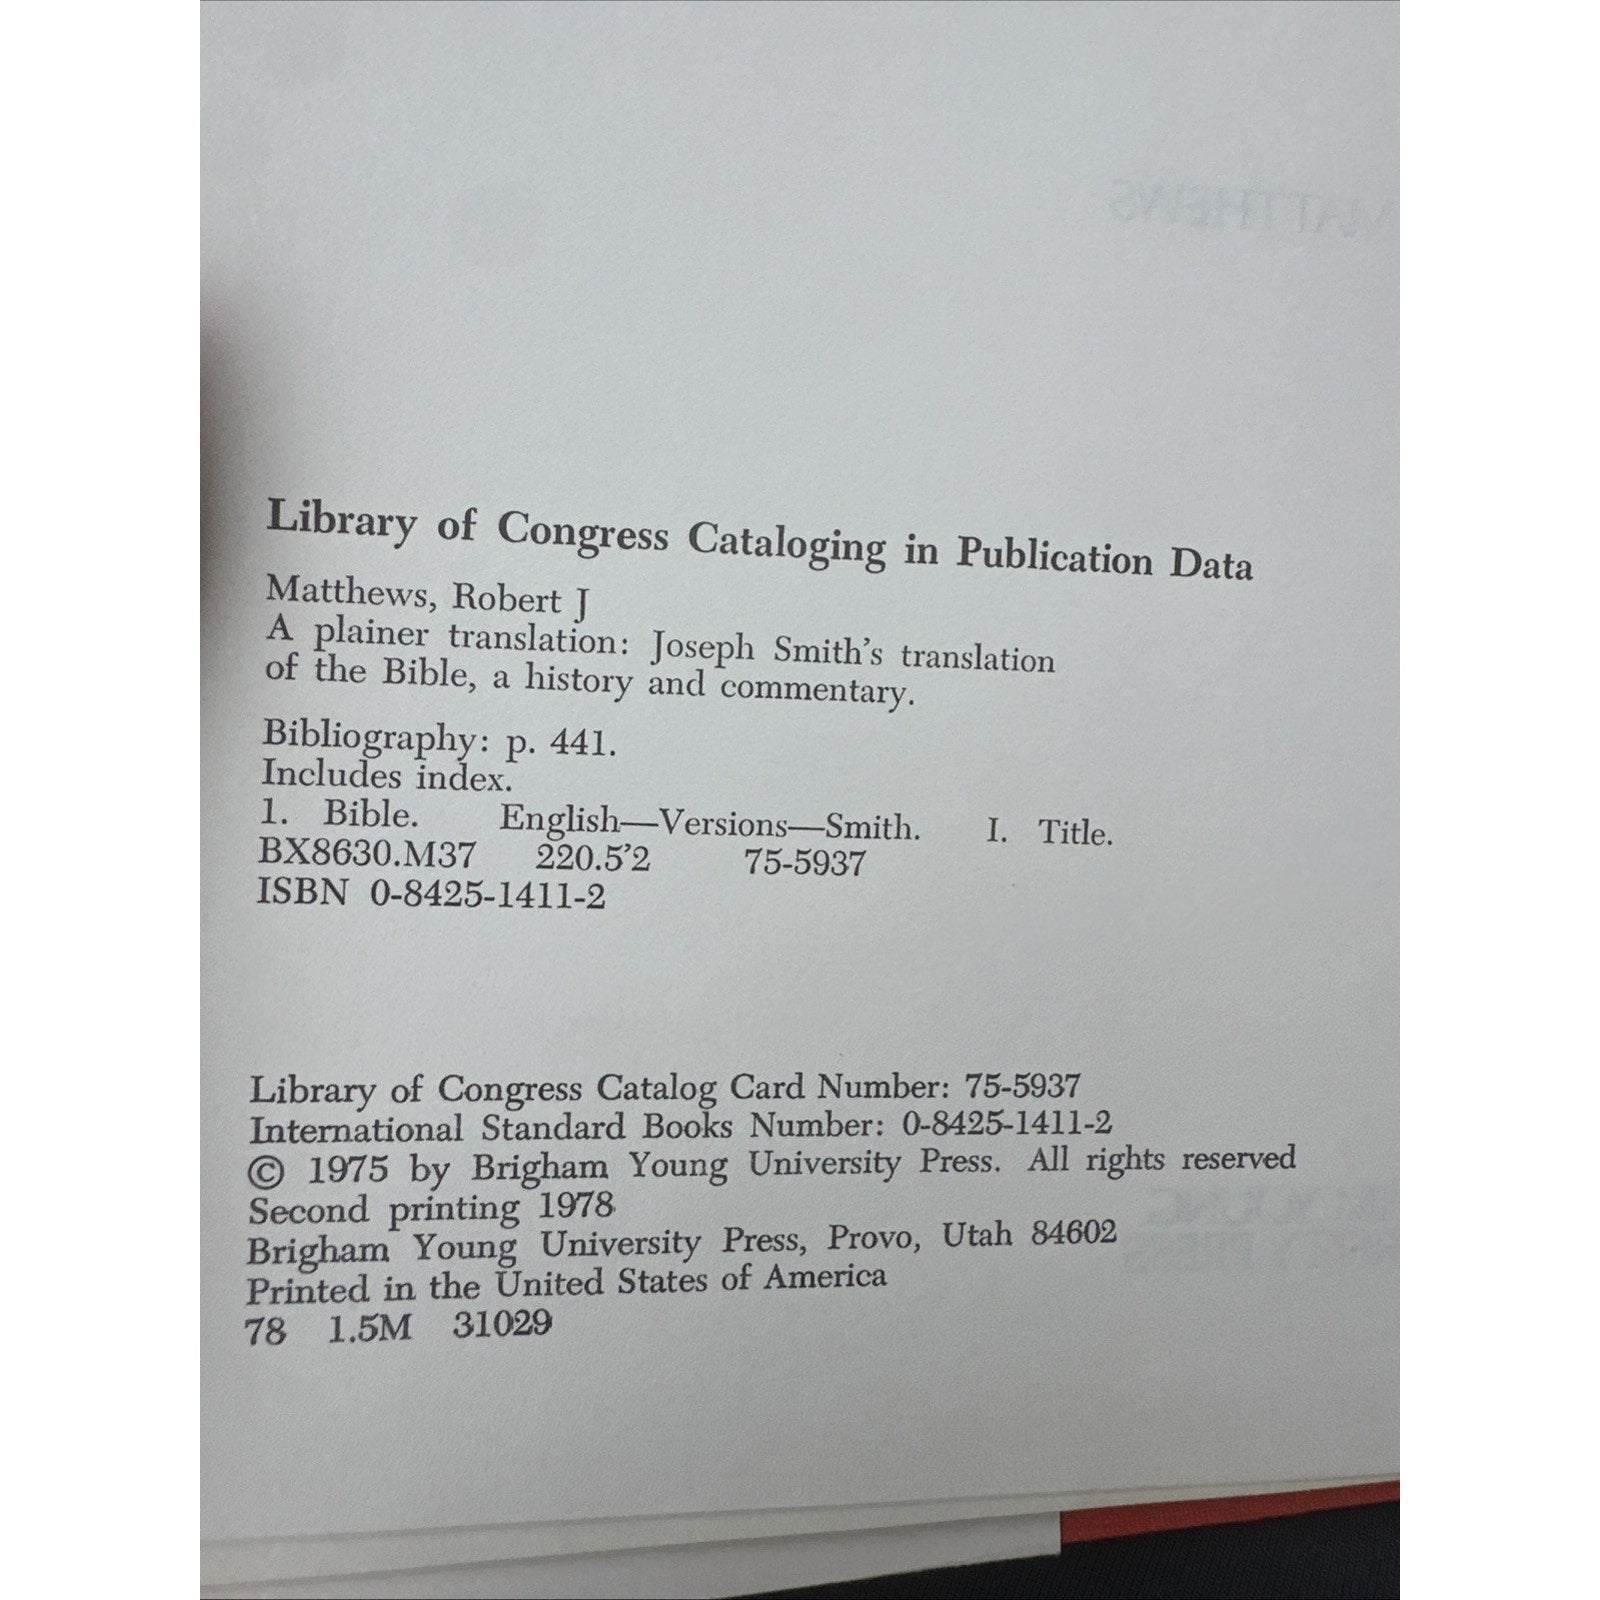 Library of Congress Cataloging in Publication Data
Matthews, Robert J
A plainer translation: Joseph Smith's translation
of the Bible, a history and commentary.
Bibliography: p. 441.
Includes index.
1. Bible. English—Versions—Smith. I. Title.
BX8630.M37 220.5'2 75-5937
ISBN 0-8425-1411-2
Library of Congress Catalog Card Number: 75-5937
International Standard Books Number: 0-8425-1411-2
© 1975 by Brigham Young University Press. All rights reserved
Second printing 1978
Brigham Young University Press, Provo, Utah 84602
Printed in the United States of America
78 1.5M 31029